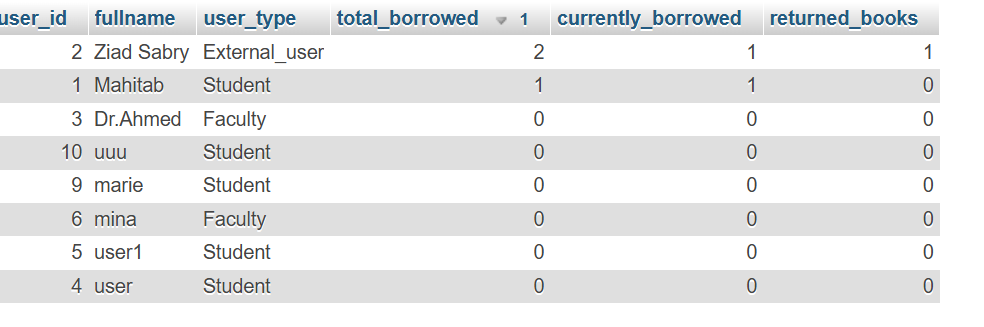 user_id fullname user_type total_borrowed 1 currently_borrowed returned_books
2 Ziad Sabry External_user 2 1 1
1 Mahitab Student 1 1 0
3 Dr.Ahmed Faculty 0 0 0
10 uuu Student 0 0 0
9 marie Student 0 0 0
6 mina Faculty 0 0 0
5 user1 Student 0 0 0
4 user Student 0 0 0